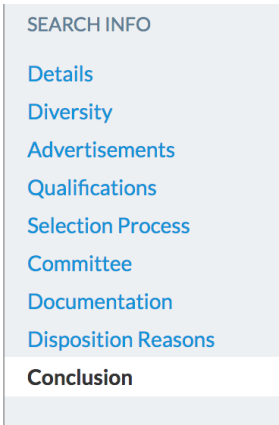 SEARCH INFO
Details
Diversity
Advertisements
Qualifications
Selection Process
Committee
Documentation
Disposition Reasons
Conclusion